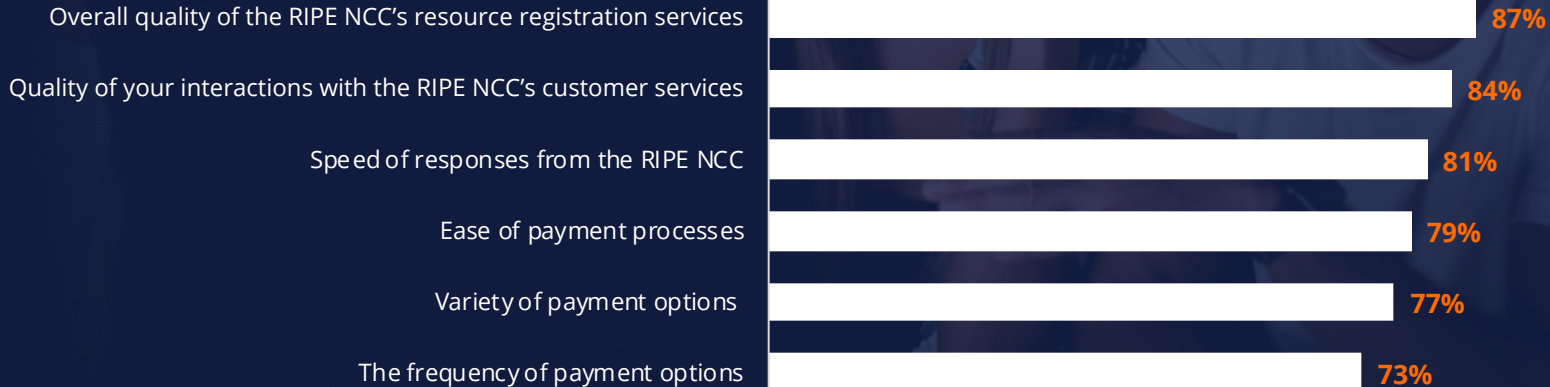 Overall quality of the RIPE NCC’s resource registration services 87%
Quality of your interactions with the RIPE NCC’s customer services 84%
Speed of responses from the RIPE NCC 81%
Ease of payment processes 79%
Variety of payment options 77%
The frequency of payment options 73%